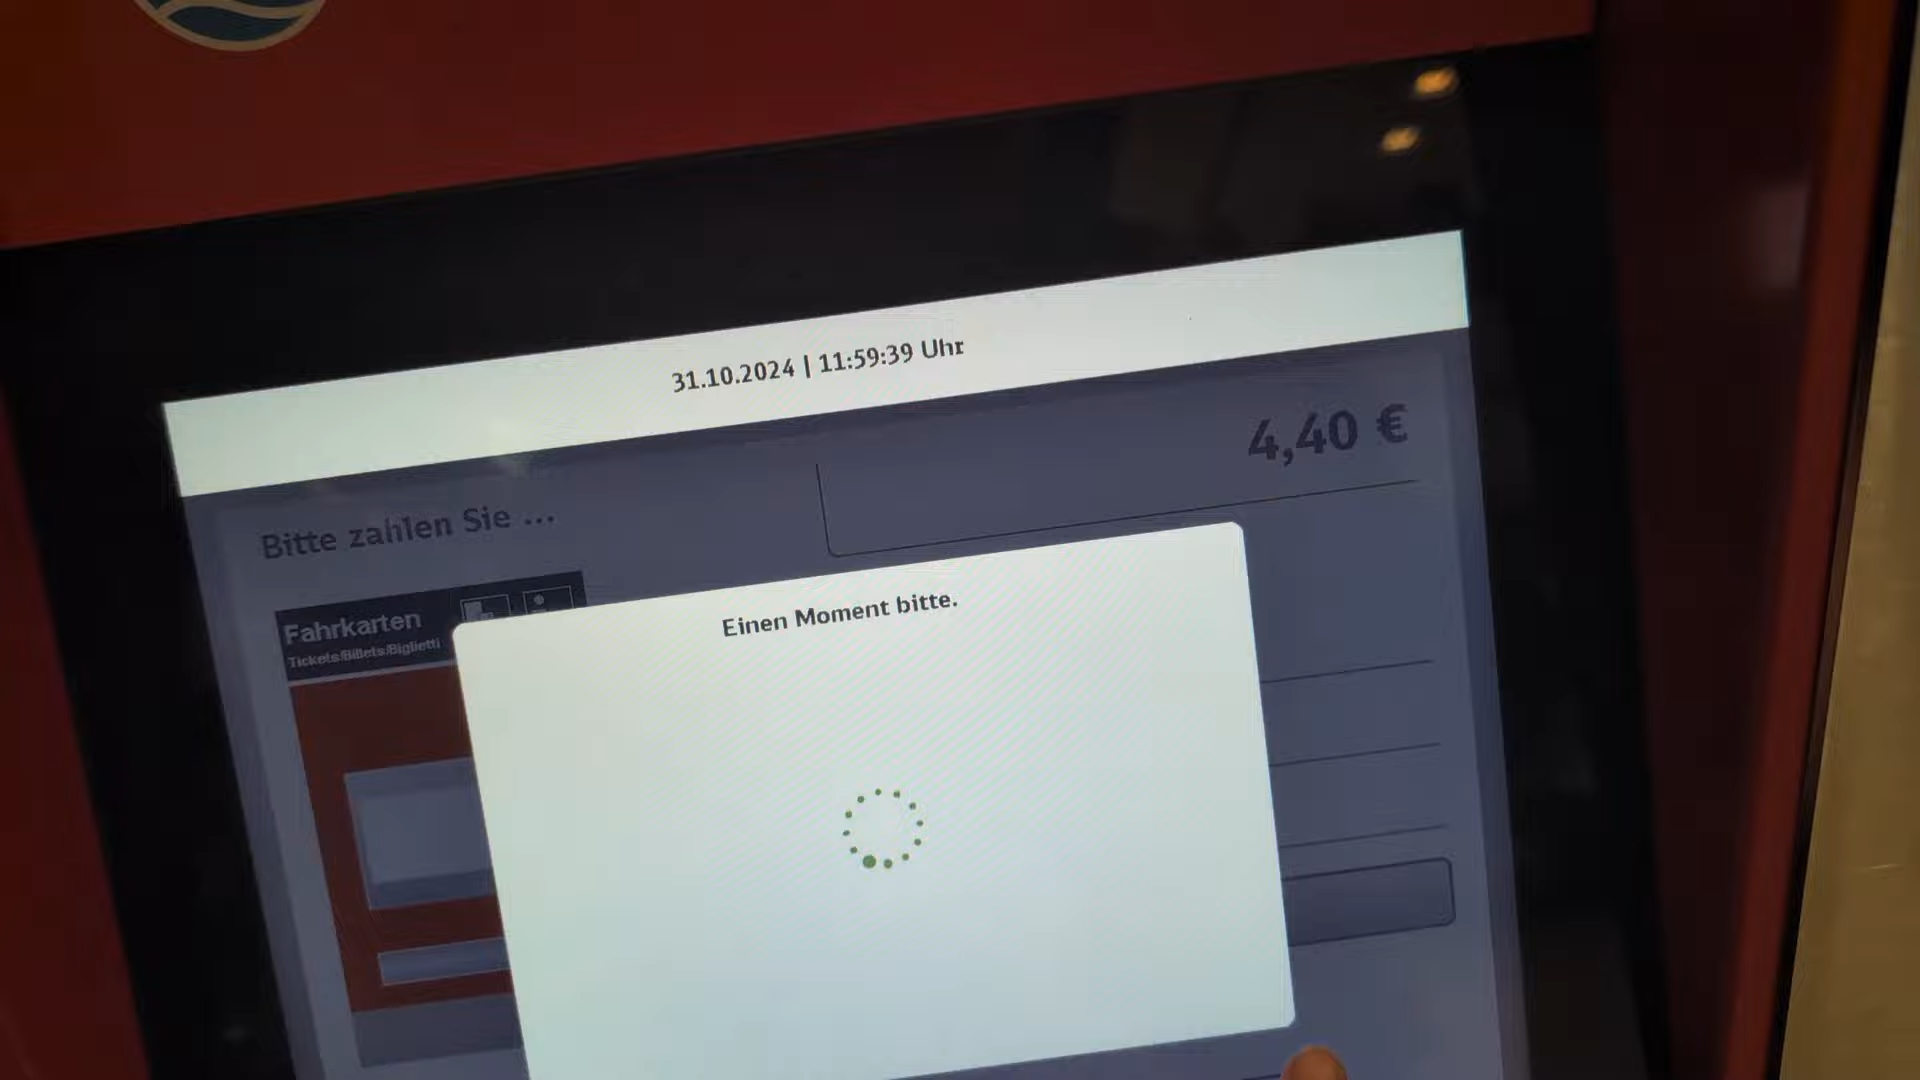 31.10.2024 | 11:59:39 Uhr
4,40 €
Bitte zahlen Sie ...
Fahrkarten
Tickets/Billets/Biglietti
Einen Moment bitte.